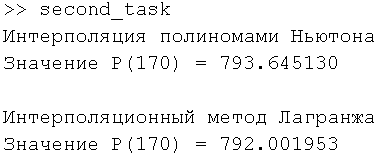 >> second_task
Интерполяция полиномами Ньютона
Значение P(170) = 793.645130
Интерполяционный метод Лагранжа
Значение P(170) = 792.001953